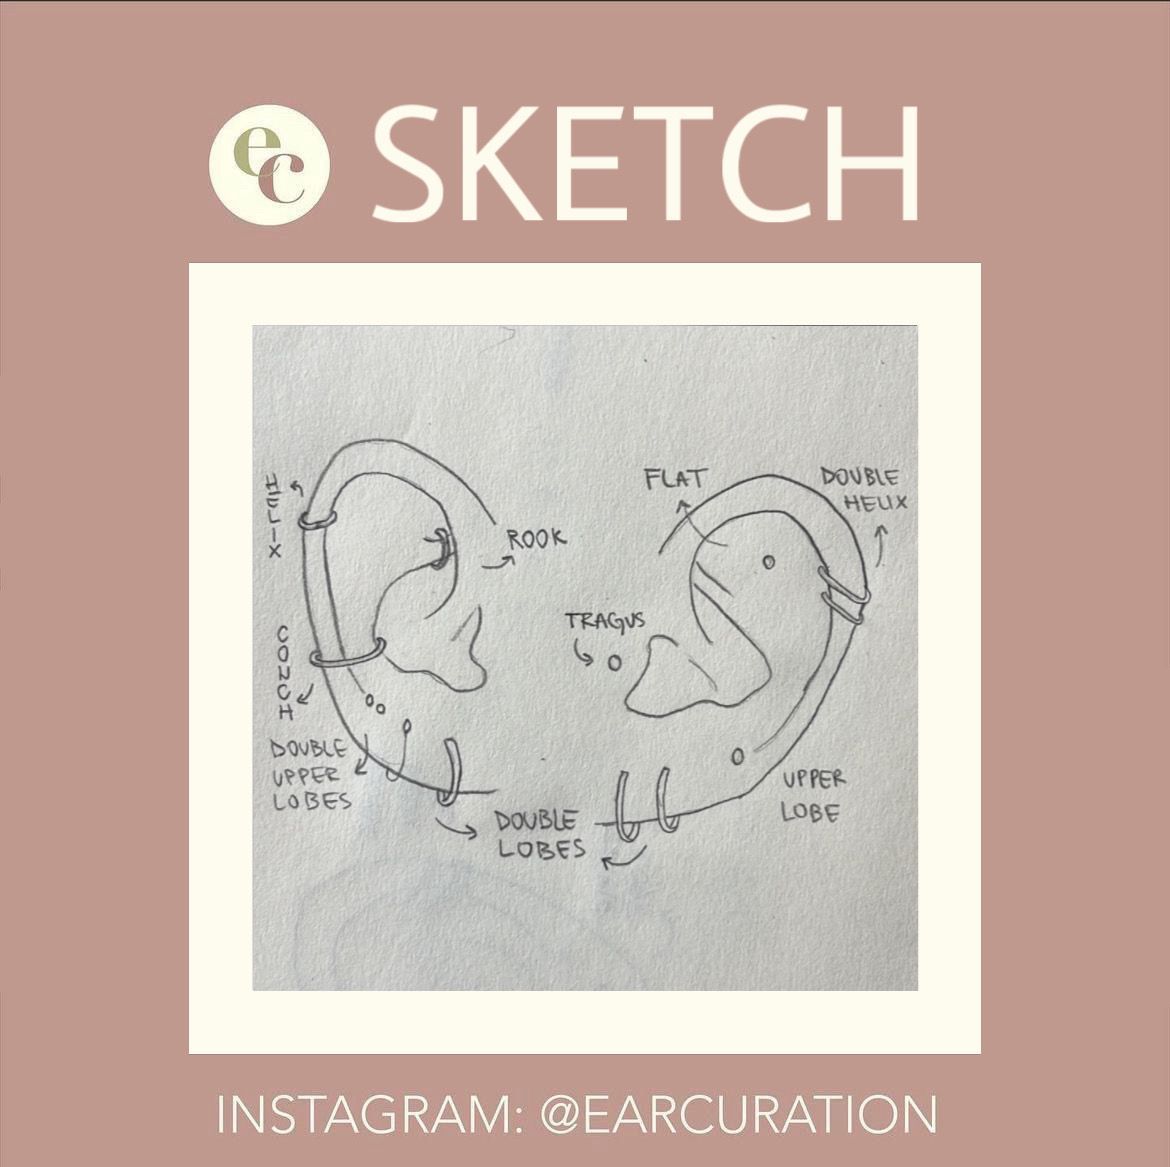 ec SKETCH
HELIX
ROOK
CONCH
DOUBLE
UPPER
LOBES
DOUBLE
LOBES
FLAT
DOUBLE
HELIX
TRAGUS
UPPER
LOBE
INSTAGRAM: @EARCURATION